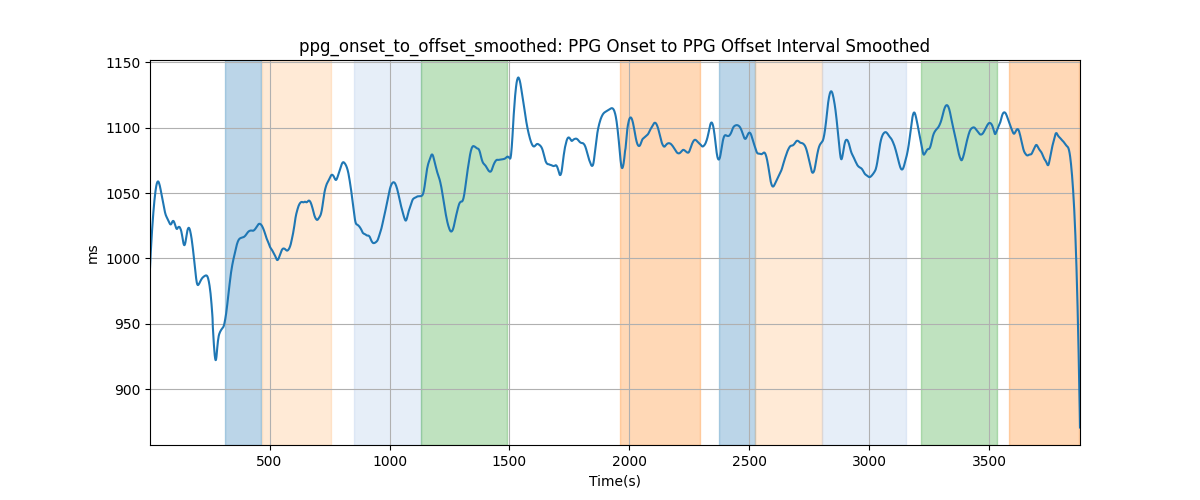 ppg_onset_to_offset_smoothed: PPG Onset to PPG Offset Interval Smoothed
1150
1100
1050
1000
950
900
ms
500 1000 1500 2000 2500 3000 3500
Time(s)